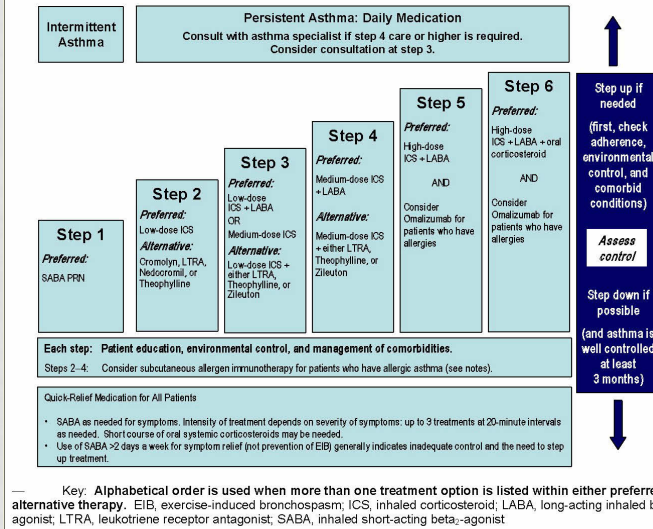 Intermittent
Asthma
Persistent Asthma: Daily Medication
Consult with asthma specialist if step 4 care or higher is required.
Consider consultation at step 3.
Step 1
Preferred:
SABA PRN
Step 2
Preferred:
Low-dose ICS
Alternative:
Cromolyn, LTRA,
Nedocromil, or
Theophylline
Step 3
Preferred:
Low-dose
ICS + LABA
OR
Medium-dose ICS
Alternative:
Low-dose ICS +
either LTRA,
Theophylline, or
Zileuton
Step 4
Preferred:
Medium-dose ICS
+ LABA
Alternative:
Medium-dose ICS
+ either LTRA,
Theophylline, or
Zileuton
Step 5
Preferred:
High-dose
ICS + LABA
AND
Consider
Omalizumab for
patients who have
allergies
Step 6
Preferred:
High-dose
ICS + LABA + oral
corticosteroid
AND
Consider
Omalizumab for
patients who have
allergies
Step up if
needed
(first, check
adherence,
environmental
control, and
comorbid
conditions)
Assess
control
Step down if
possible
(and asthma is
well controlled
at least
3 months)
Each step: Patient education, environmental control, and management of comorbidities.
Steps 2–4: Consider subcutaneous allergen immunotherapy for patients who have allergic asthma (see notes).
Quick-Relief Medication for All Patients
• SABA as needed for symptoms. Intensity of treatment depends on severity of symptoms: up to 3 treatments at 20-minute intervals
as needed. Short course of oral systemic corticosteroids may be needed.
• Use of SABA >2 days a week for symptom relief (not prevention of EIB) generally indicates inadequate control and the need to step
up treatment.
— Key: Alphabetical order is used when more than one treatment option is listed within either preferre
alternative therapy. EIB, exercise-induced bronchospasm; ICS, inhaled corticosteroid; LABA, long-acting inhaled b
agonist; LTRA, leukotriene receptor antagonist; SABA, inhaled short-acting beta₂-agonist